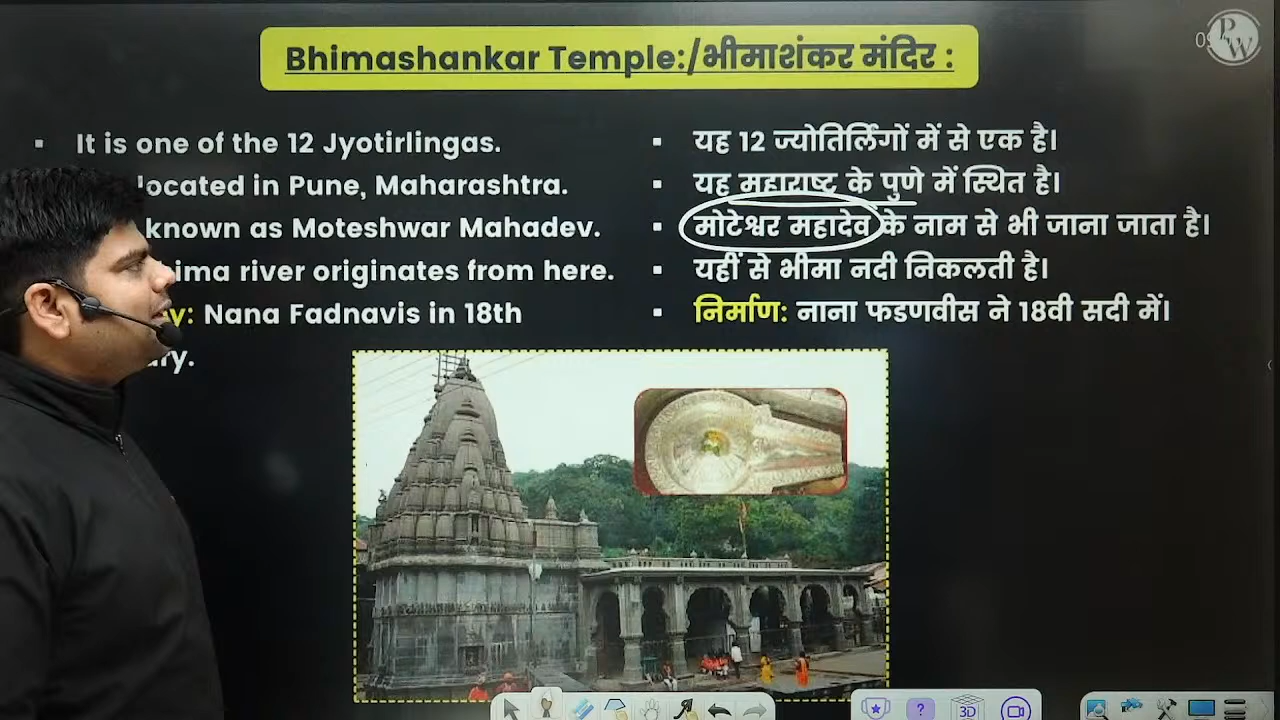 Bhimashankar Temple:/भीमाशंकर मंदिर :
It is one of the 12 Jyotirlingas.
located in Pune, Maharashtra.
known as Moteshwar Mahadev.
river originates from here.
Nana Fadnavis in 18th
यह 12 ज्योतिर्लिंगों में से एक है।
यह महाराष्ट्र के पुणे में स्थित है।
मोटेश्वर महादेव के नाम से भी जाना जाता है।
यहीं से भीमा नदी निकलती है।
निर्माण: नाना फडणवीस ने 18वी सदी में।
PW
3D